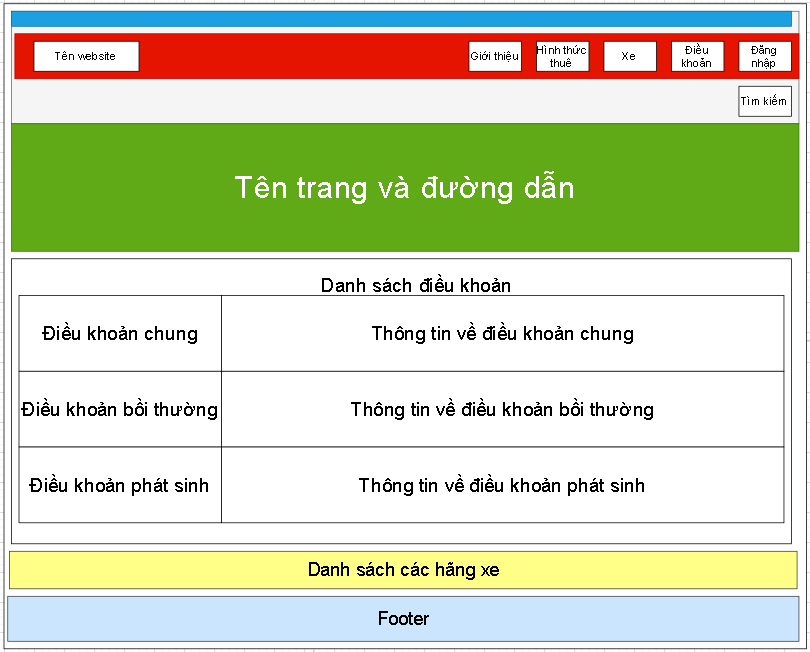 Tên website
Giới thiệu
Hình thức
thuê
Xe
Điều
khoản
Đăng
nhập
Tìm kiếm
Tên trang và đường dẫn
Danh sách điều khoản
Điều khoản chung
Thông tin về điều khoản chung
Điều khoản bồi thường
Thông tin về điều khoản bồi thường
Điều khoản phát sinh
Thông tin về điều khoản phát sinh
Danh sách các hãng xe
Footer